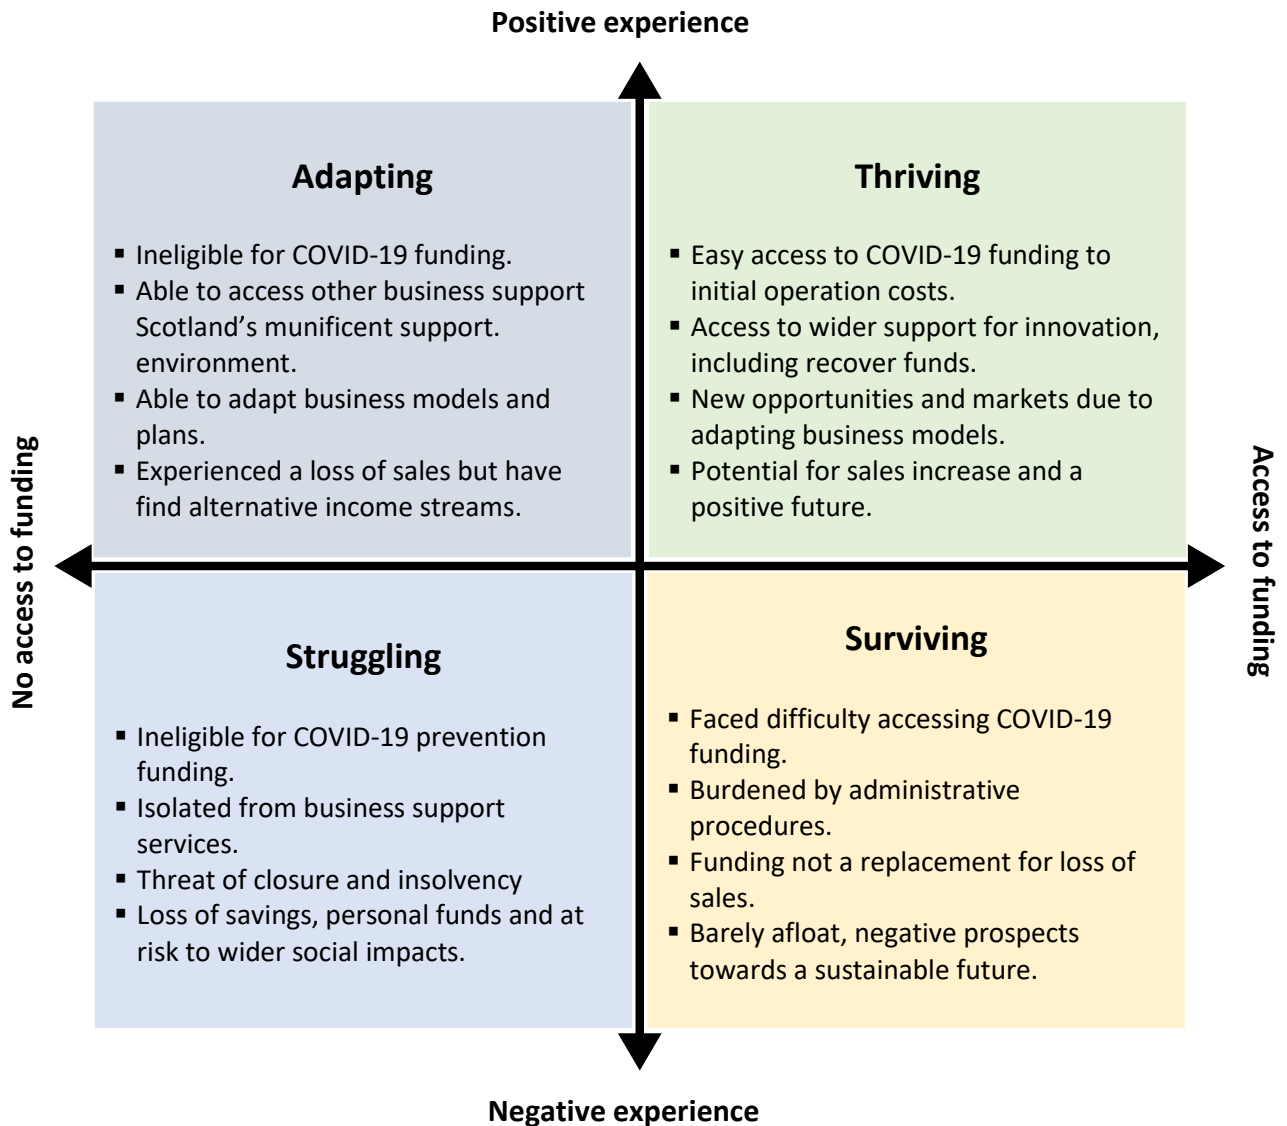 Positive experience
Adapting
▪ Ineligible for COVID-19 funding.
▪ Able to access other business support
Scotland's munificent support.
environment.
▪ Able to adapt business models and
plans.
▪ Experienced a loss of sales but have
find alternative income streams.
Thriving
▪ Easy access to COVID-19 funding to
initial operation costs.
▪ Access to wider support for innovation,
including recover funds.
▪ New opportunities and markets due to
adapting business models.
▪ Potential for sales increase and a
positive future.
No access to funding
Access to funding
Struggling
▪ Ineligible for COVID-19 prevention
funding.
▪ Isolated from business support
services.
▪ Threat of closure and insolvency
▪ Loss of savings, personal funds and at
risk to wider social impacts.
Surviving
▪ Faced difficulty accessing COVID-19
funding.
▪ Burdened by administrative
procedures.
▪ Funding not a replacement for loss of
sales.
▪ Barely afloat, negative prospects
towards a sustainable future.
Negative experience